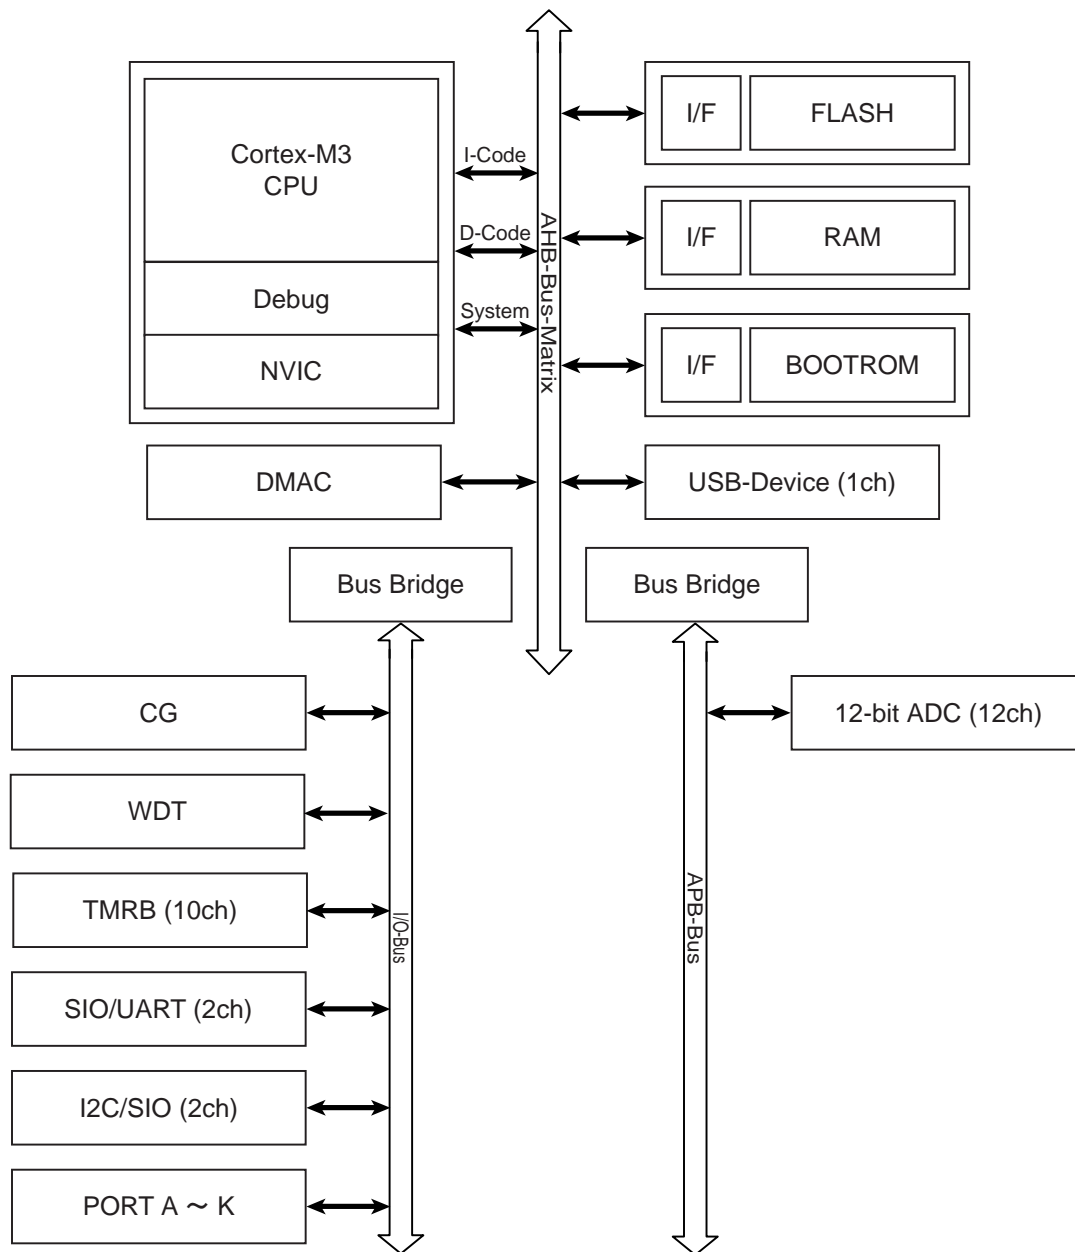 Cortex-M3
CPU
Debug
NVIC
I-Code
D-Code
System
AHB-Bus-Matrix
I/F
FLASH
I/F
RAM
I/F
BOOTROM
DMAC
USB-Device (1ch)
Bus Bridge
Bus Bridge
CG
WDT
TMRB (10ch)
SIO/UART (2ch)
I2C/SIO (2ch)
PORT A ～ K
I/O-Bus
APB-Bus
12-bit ADC (12ch)